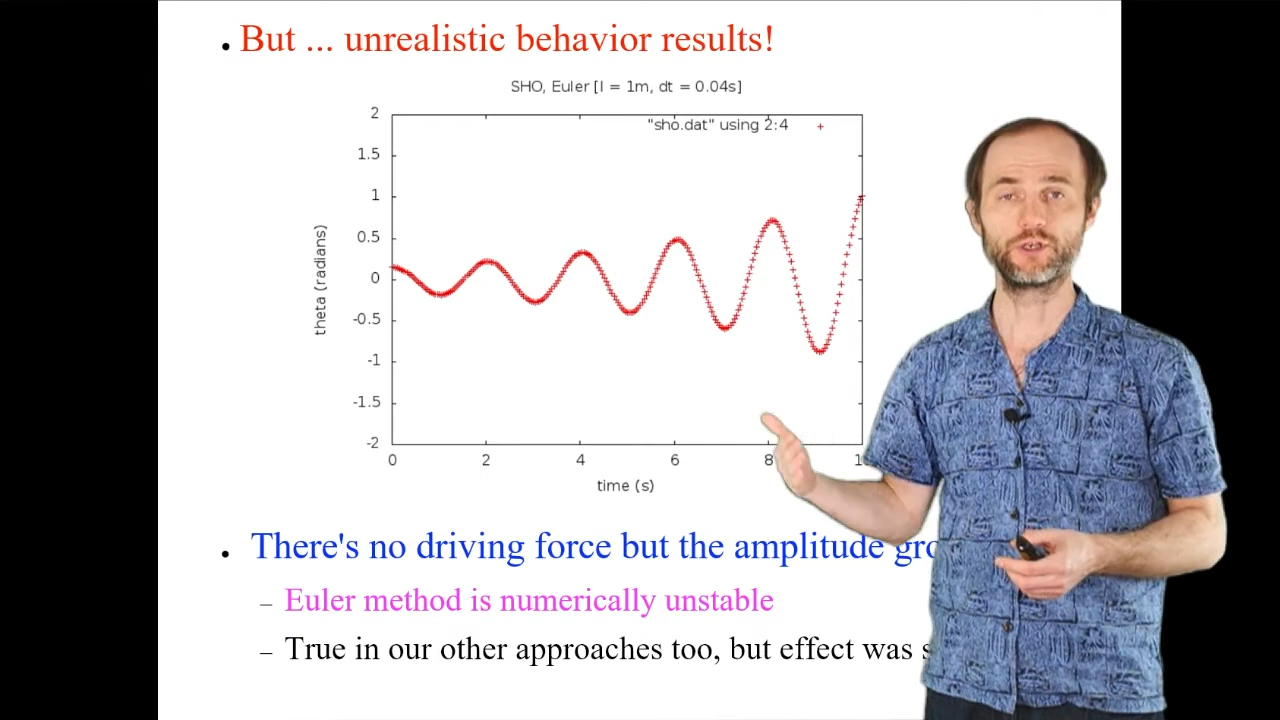 But ... unrealistic behavior results!
SHO, Euler [l = 1m, dt = 0.04s]
"sho.dat" using 2:4
2
1.5
1
0.5
0
-0.5
-1
-1.5
-2
theta (radians)
0 2 4 6 8
time (s)
There's no driving force but the amplitude
– Euler method is numerically unstable
– True in our other approaches too, but effect was